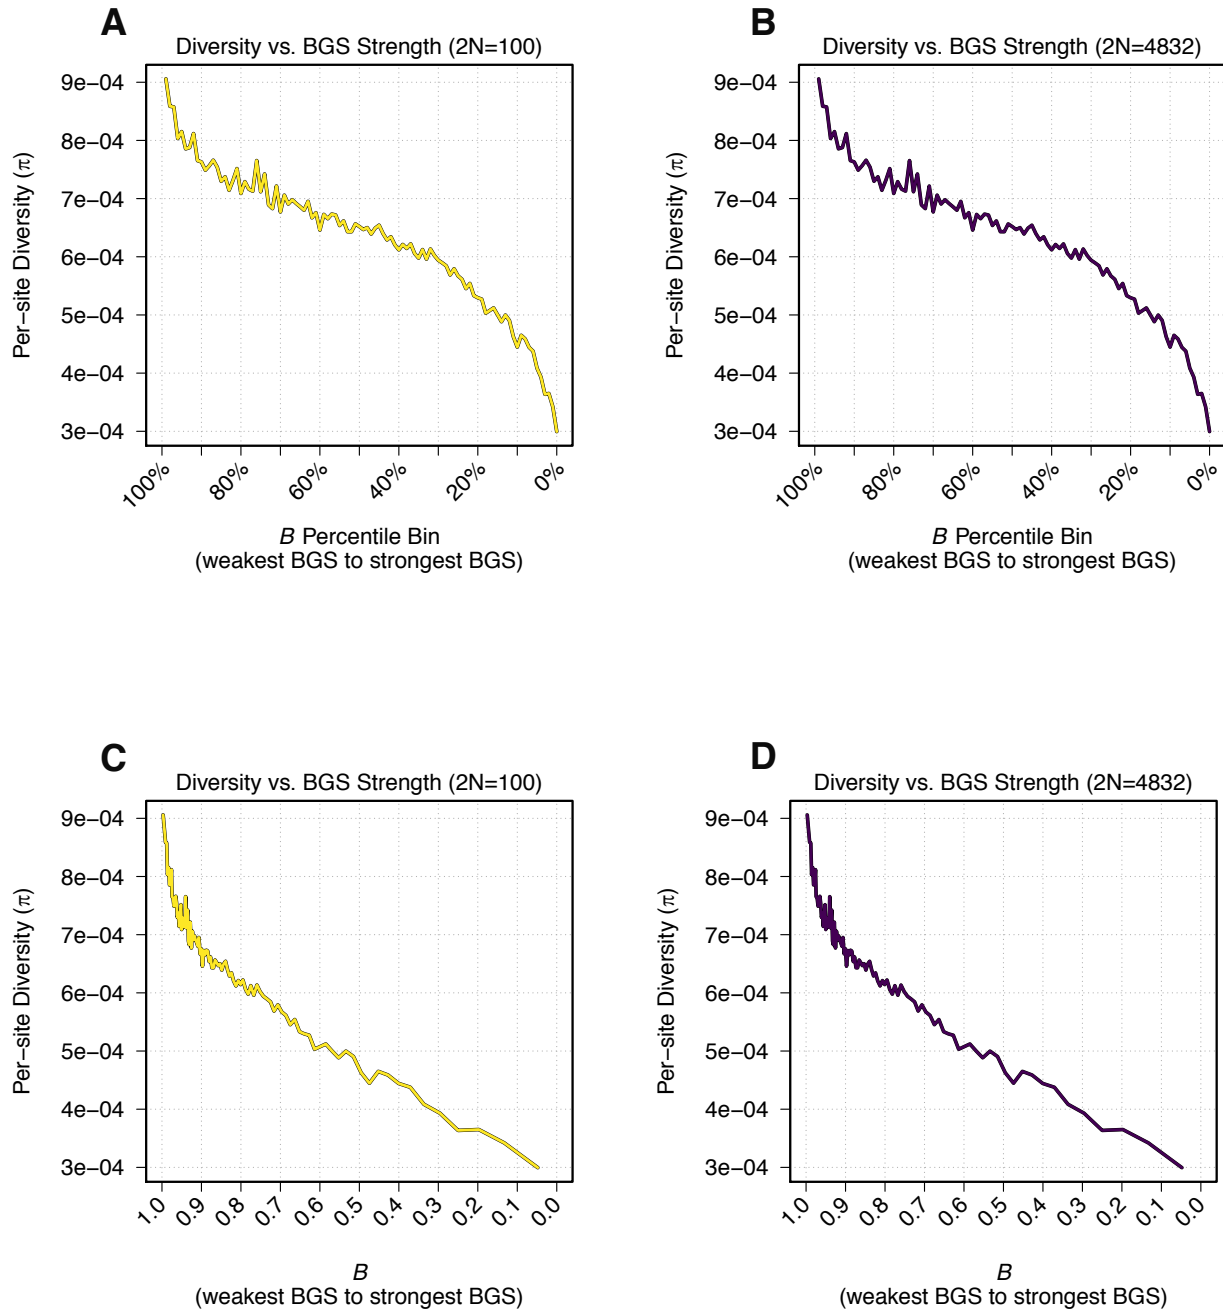 A
Diversity vs. BGS Strength (2N=100)
9e−04
8e−04
7e−04
6e−04
5e−04
4e−04
3e−04
Per−site Diversity (π)
100%
80%
60%
40%
20%
0%
B Percentile Bin
(weakest BGS to strongest BGS)
B
Diversity vs. BGS Strength (2N=4832)
9e−04
8e−04
7e−04
6e−04
5e−04
4e−04
3e−04
Per−site Diversity (π)
100%
80%
60%
40%
20%
0%
B Percentile Bin
(weakest BGS to strongest BGS)
C
Diversity vs. BGS Strength (2N=100)
9e−04
8e−04
7e−04
6e−04
5e−04
4e−04
3e−04
Per−site Diversity (π)
1.0
0.9
0.8
0.7
0.6
0.5
0.4
0.3
0.2
0.1
0.0
B
(weakest BGS to strongest BGS)
D
Diversity vs. BGS Strength (2N=4832)
9e−04
8e−04
7e−04
6e−04
5e−04
4e−04
3e−04
Per−site Diversity (π)
1.0
0.9
0.8
0.7
0.6
0.5
0.4
0.3
0.2
0.1
0.0
B
(weakest BGS to strongest BGS)